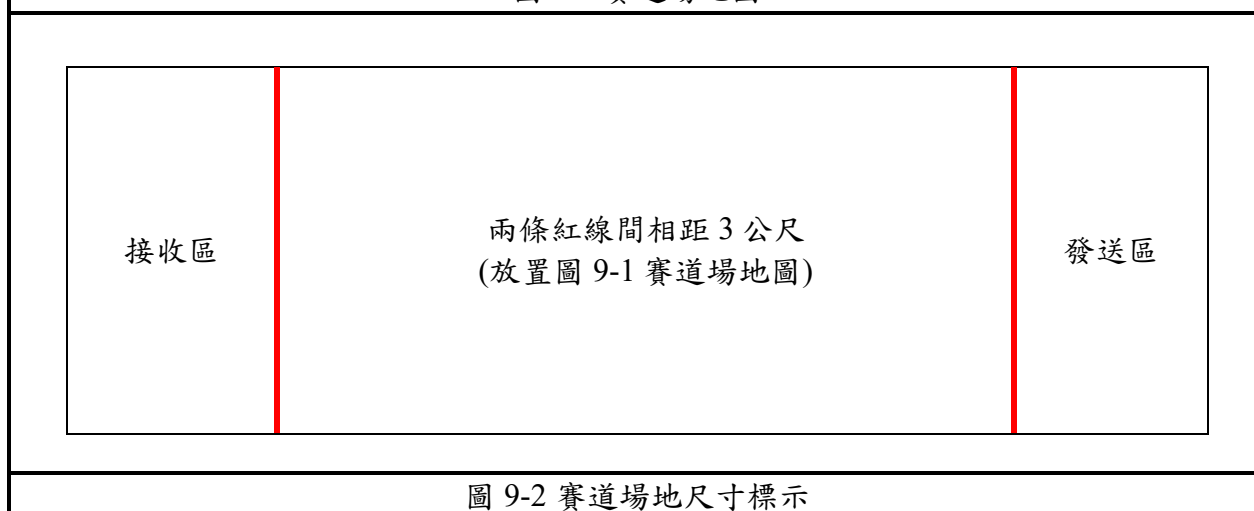 接收區
兩條紅線間相距 3 公尺
(放置圖 9-1 賽道場地圖)
發送區
圖 9-2 賽道場地尺寸標示